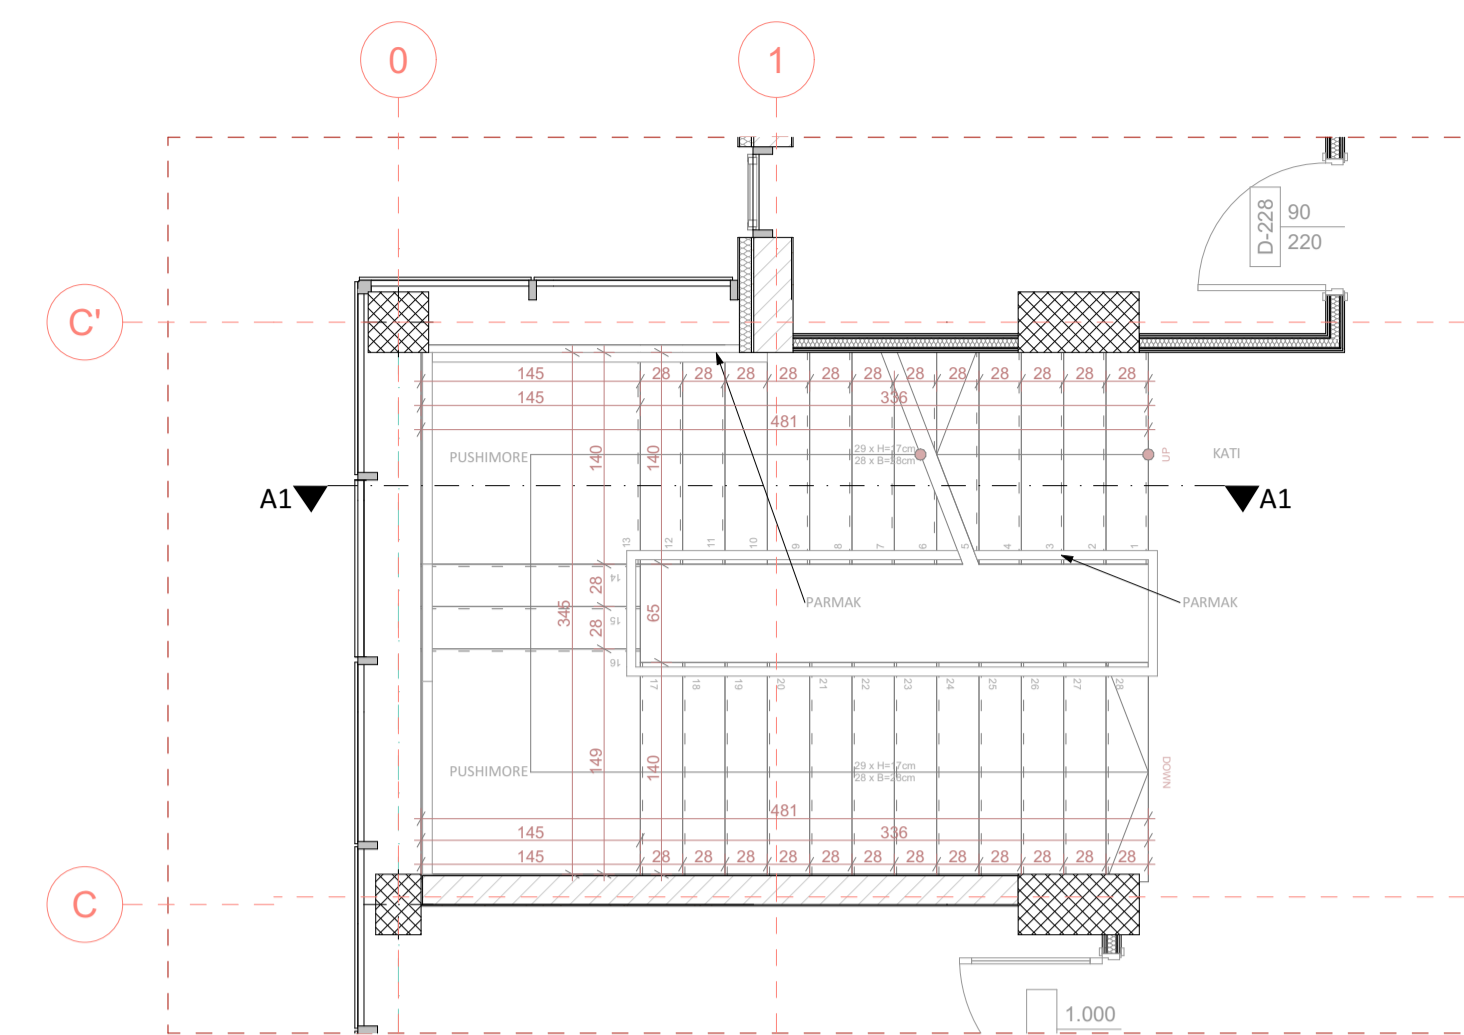 0
1
D-228
90
220
C'
145
28 28 28 28 28 28 28 28 28 28 28 28
145
336
481
PUSHIMORE
140
140
29 x H=17cm
28 x B=28cm
UP
KATI
A1
A1
13 12 11 10 9 8 7 6 5 4 3 2 1
14
28
345
65
PARMAK
PARMAK
15
28
16
17 18 19 20 21 22 23 24 25 26 27 28
149
140
PUSHIMORE
29 x H=17cm
28 x B=28cm
DOWN
481
145
336
145
28 28 28 28 28 28 28 28 28 28 28 28
C
1.000